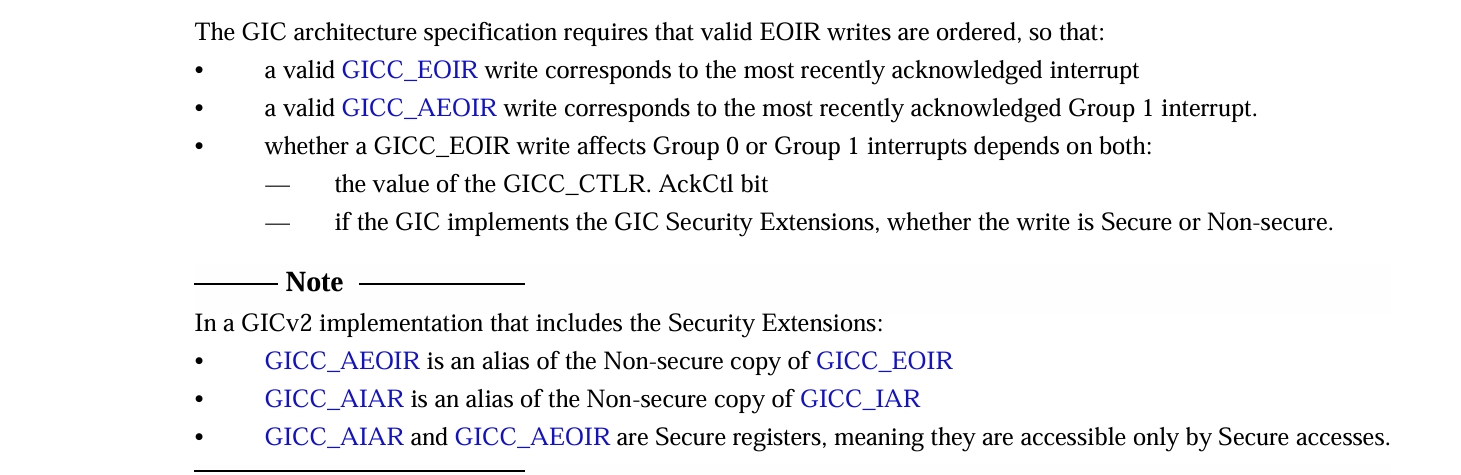 The GIC architecture specification requires that valid EOIR writes are ordered, so that:
• a valid GICC_EOIR write corresponds to the most recently acknowledged interrupt
• a valid GICC_AEOIR write corresponds to the most recently acknowledged Group 1 interrupt.
• whether a GICC_EOIR write affects Group 0 or Group 1 interrupts depends on both:
— the value of the GICC_CTLR. AckCtl bit
— if the GIC implements the GIC Security Extensions, whether the write is Secure or Non-secure.
Note
In a GICv2 implementation that includes the Security Extensions:
• GICC_AEOIR is an alias of the Non-secure copy of GICC_EOIR
• GICC_AIAR is an alias of the Non-secure copy of GICC_IAR
• GICC_AIAR and GICC_AEOIR are Secure registers, meaning they are accessible only by Secure accesses.